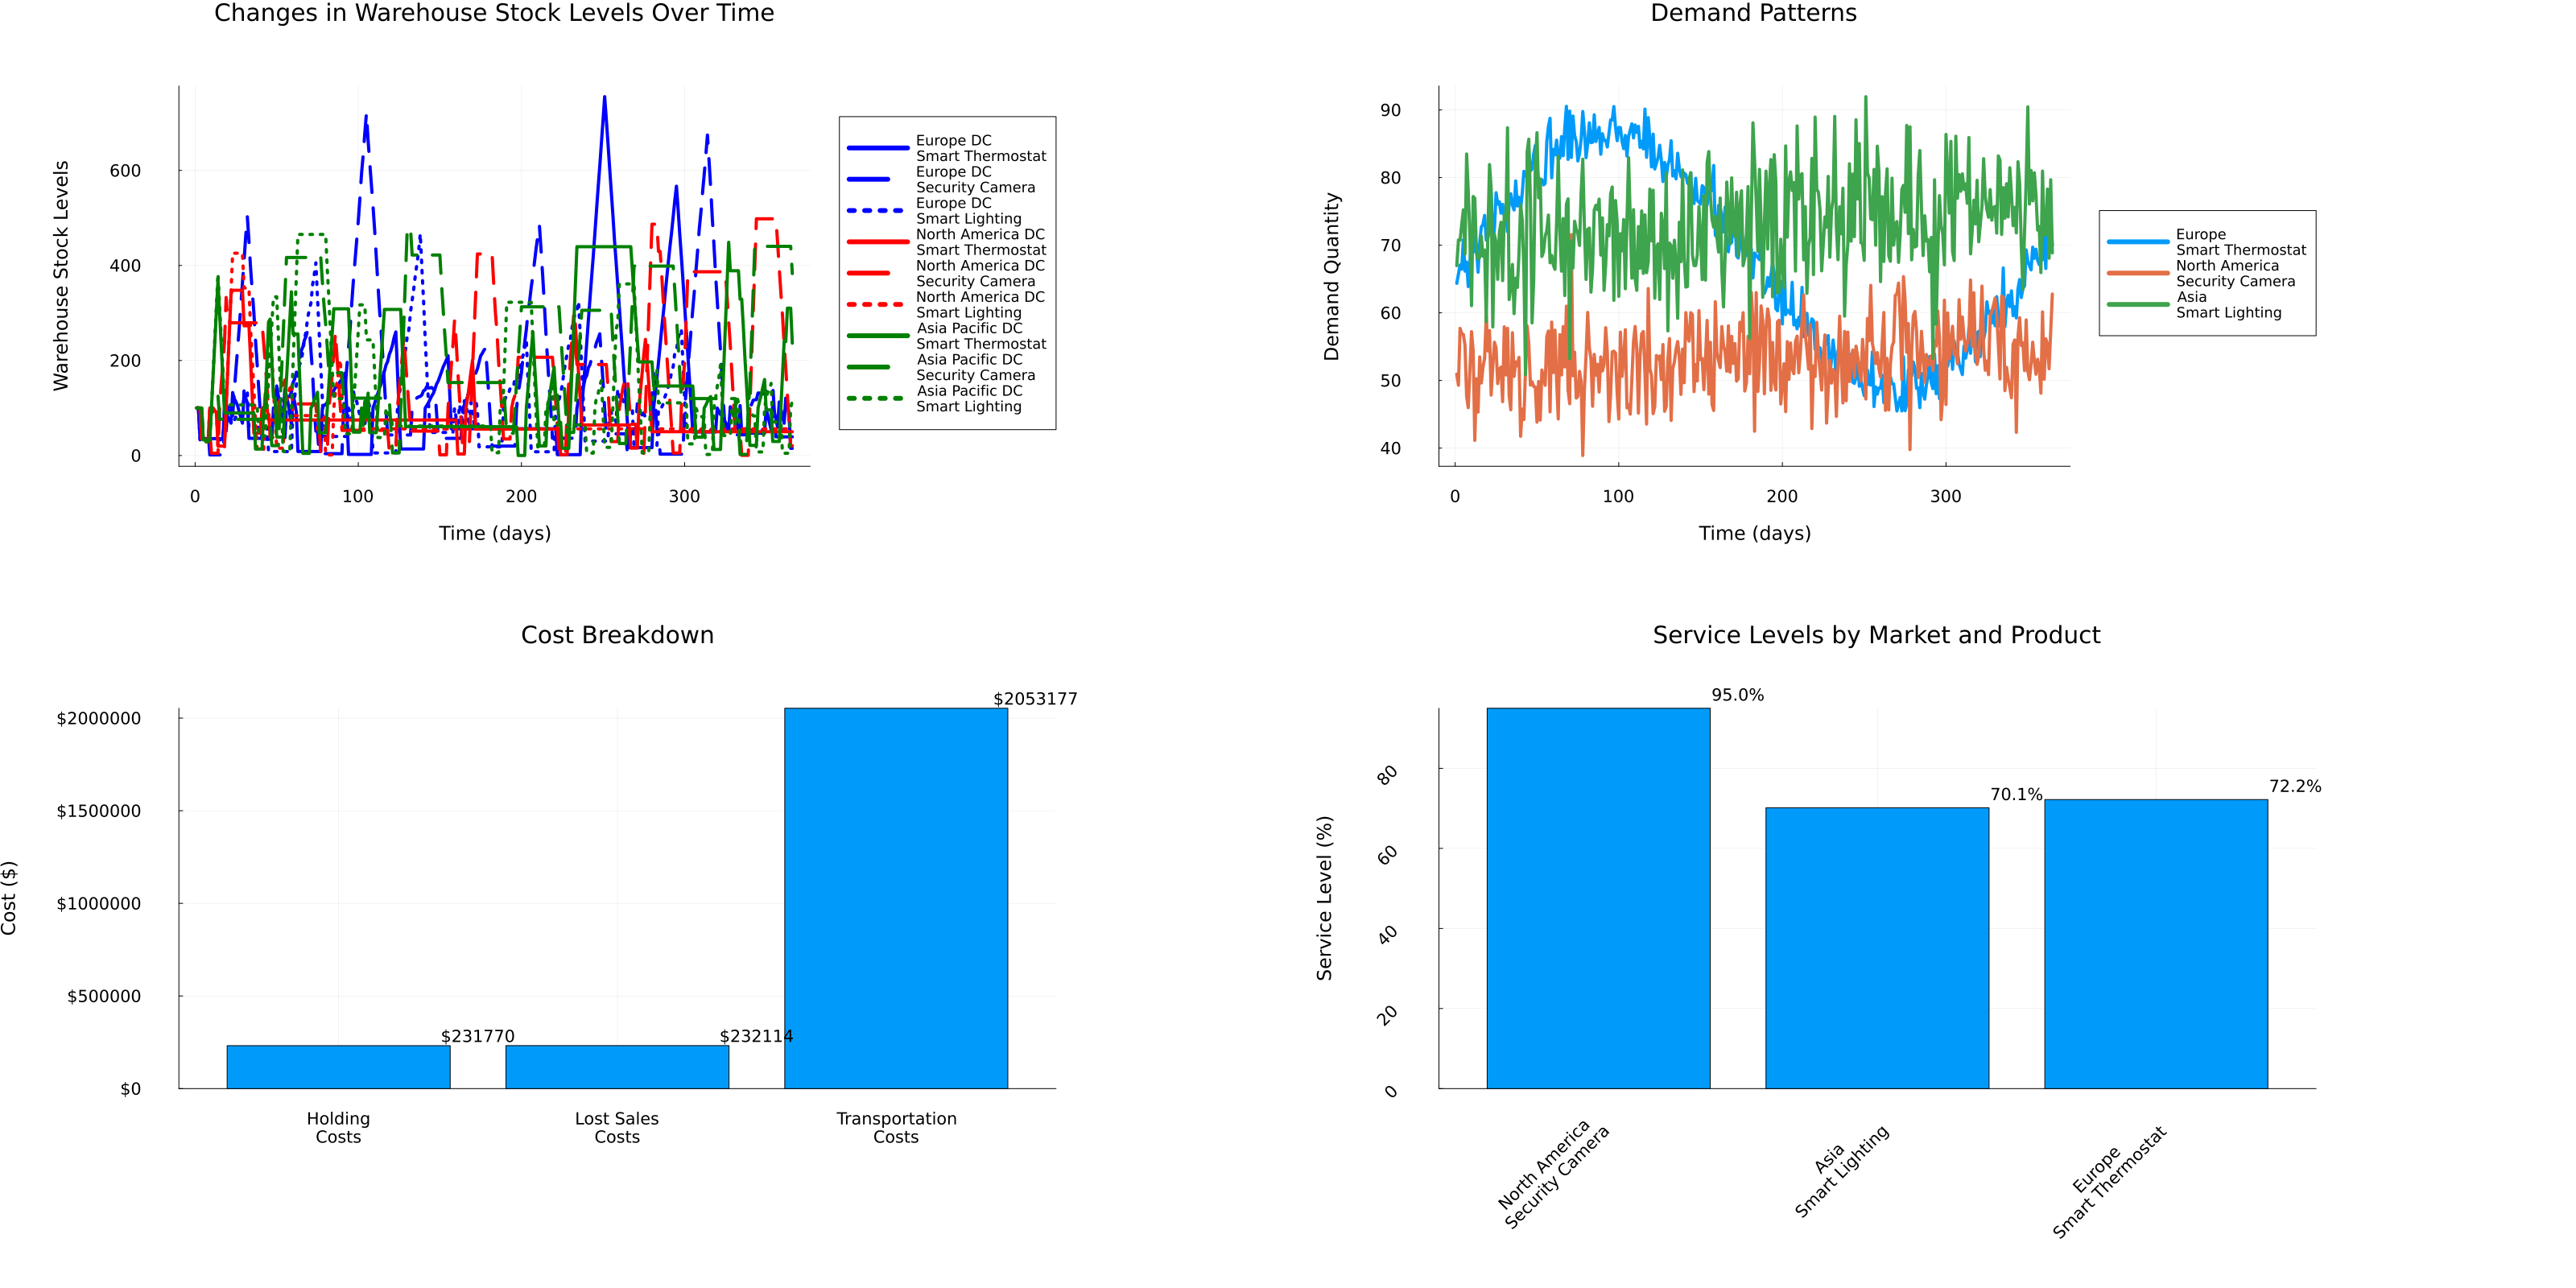 Changes in Warehouse Stock Levels Over Time
Warehouse Stock Levels
600
400
200
0
0 100 200 300
Time (days)
Europe DC
Smart Thermostat
Europe DC
Security Camera
Europe DC
Smart Lighting
North America DC
Smart Thermostat
North America DC
Security Camera
North America DC
Smart Lighting
Asia Pacific DC
Smart Thermostat
Asia Pacific DC
Security Camera
Asia Pacific DC
Smart Lighting
Demand Patterns
Demand Quantity
90
80
70
60
50
40
0 100 200 300
Time (days)
Europe
Smart Thermostat
North America
Security Camera
Asia
Smart Lighting
Cost Breakdown
Cost ($)
$2000000
$1500000
$1000000
$500000
$0
$231770
$232114
$2053177
Holding
Costs
Lost Sales
Costs
Transportation
Costs
Service Levels by Market and Product
Service Level (%)
80
60
40
20
0
95.0%
70.1%
72.2%
North America
Security Camera
Asia
Smart Lighting
Europe
Smart Thermostat